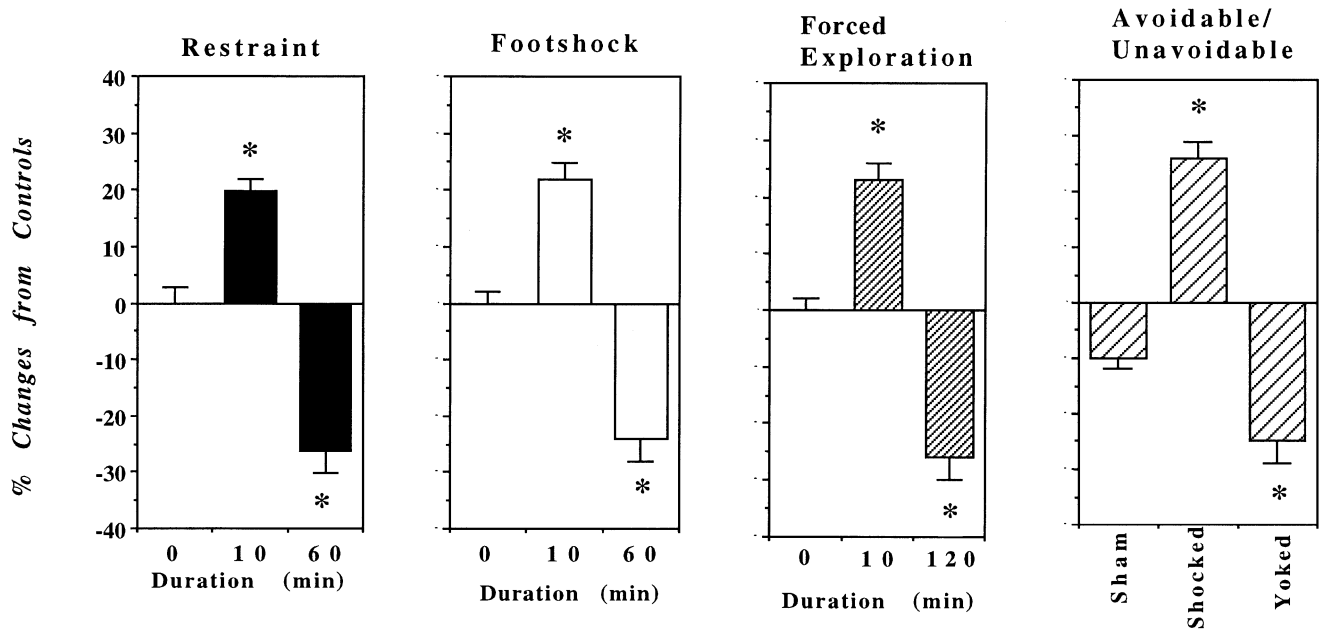 Restraint
Footshock
Forced
Exploration
Avoidable/
Unavoidable
% Changes from Controls
40
30
20
10
0
-10
-20
-30
-40
*
*
*
*
*
*
*
*
0 10 60
Duration (min)
0 10 60
Duration (min)
0 10 120
Duration (min)
Sham
Shocked
Yoked